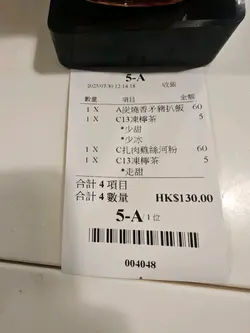 5-A
2025/07/30 12:14:18 收銀
數量 項目 金額
1 X A炭燒香茅豬扒飯 60
1 X C13凍檸茶 5
*少甜
*少冰
1 X C扎肉雞絲河粉 60
1 X C13凍檸茶 5
*走甜
合計 4 項目
合計 4 數量 HK$130.00
5-A 1 位
004048